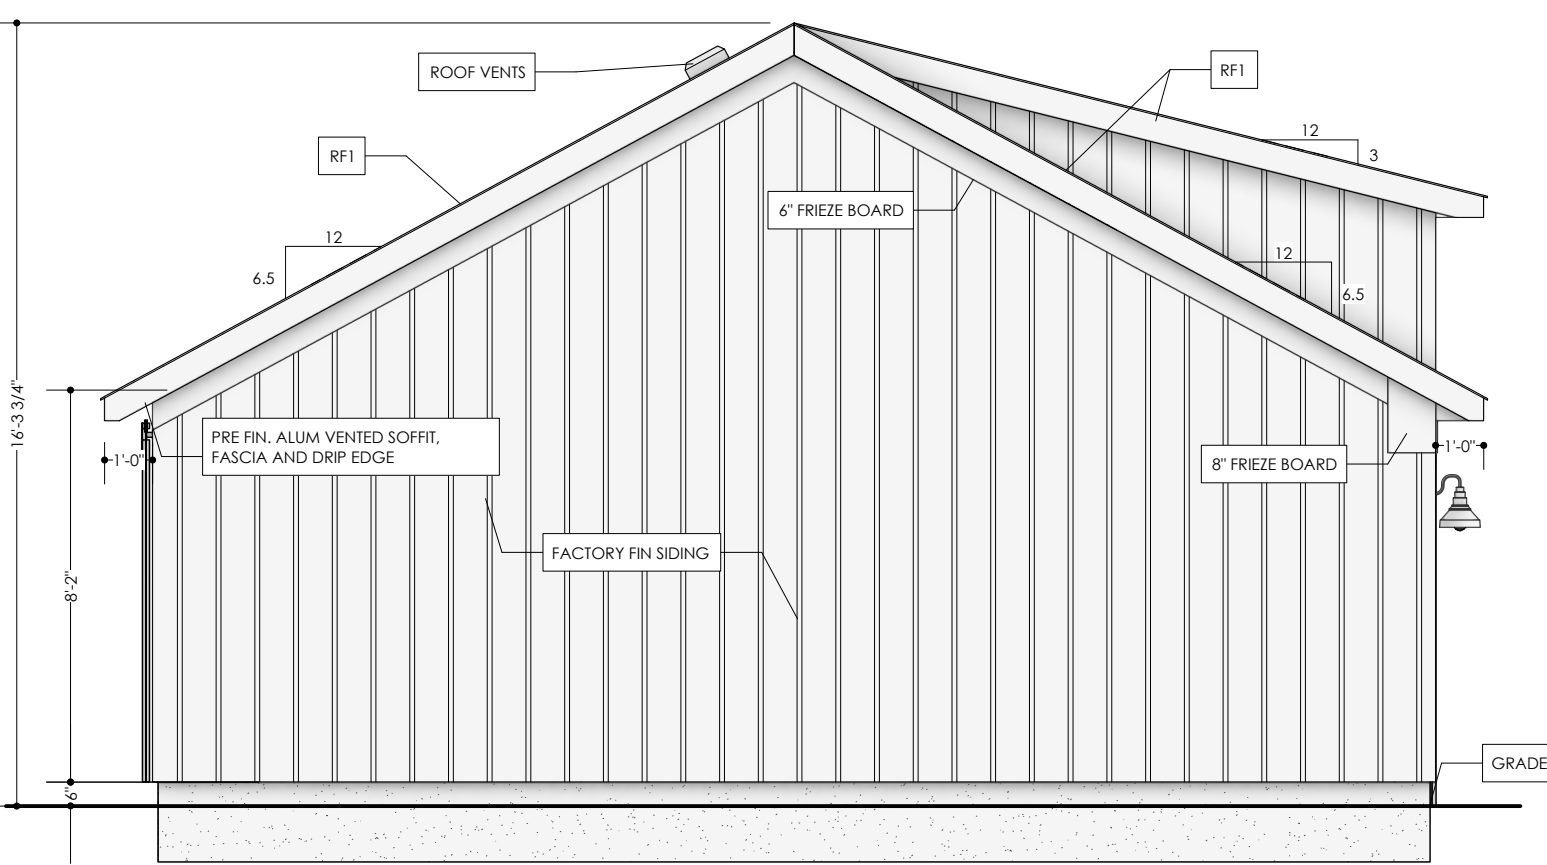 ROOF VENTS
RF1
12
3
RF1
6" FRIEZE BOARD
12
6.5
12
6.5
16'-3 3/4"
PRE FIN. ALUM VENTED SOFFIT,
FASCIA AND DRIP EDGE
1'-0"
1'-0"
8" FRIEZE BOARD
FACTORY FIN SIDING
8'-2"
GRADE
6"